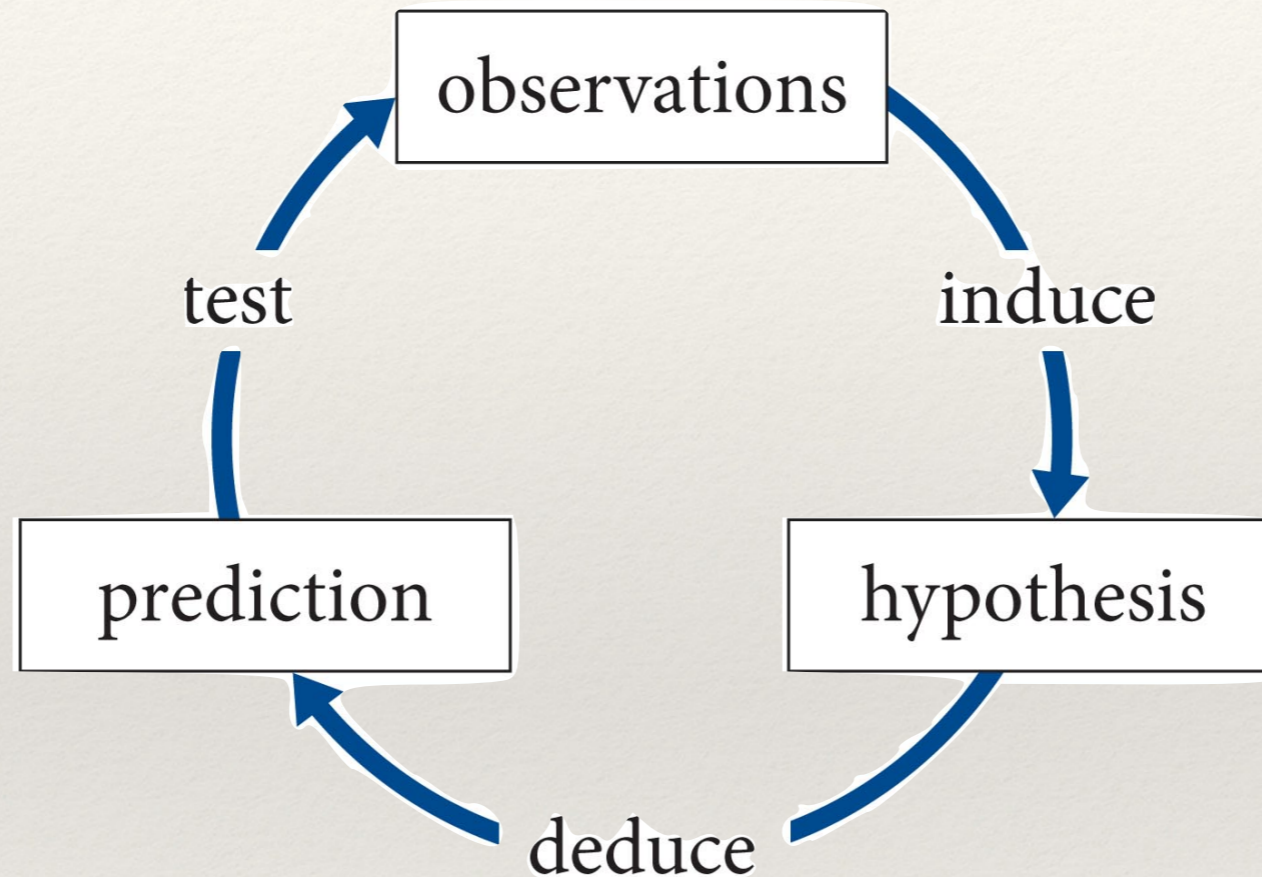 observations
test
induce
prediction
hypothesis
deduce